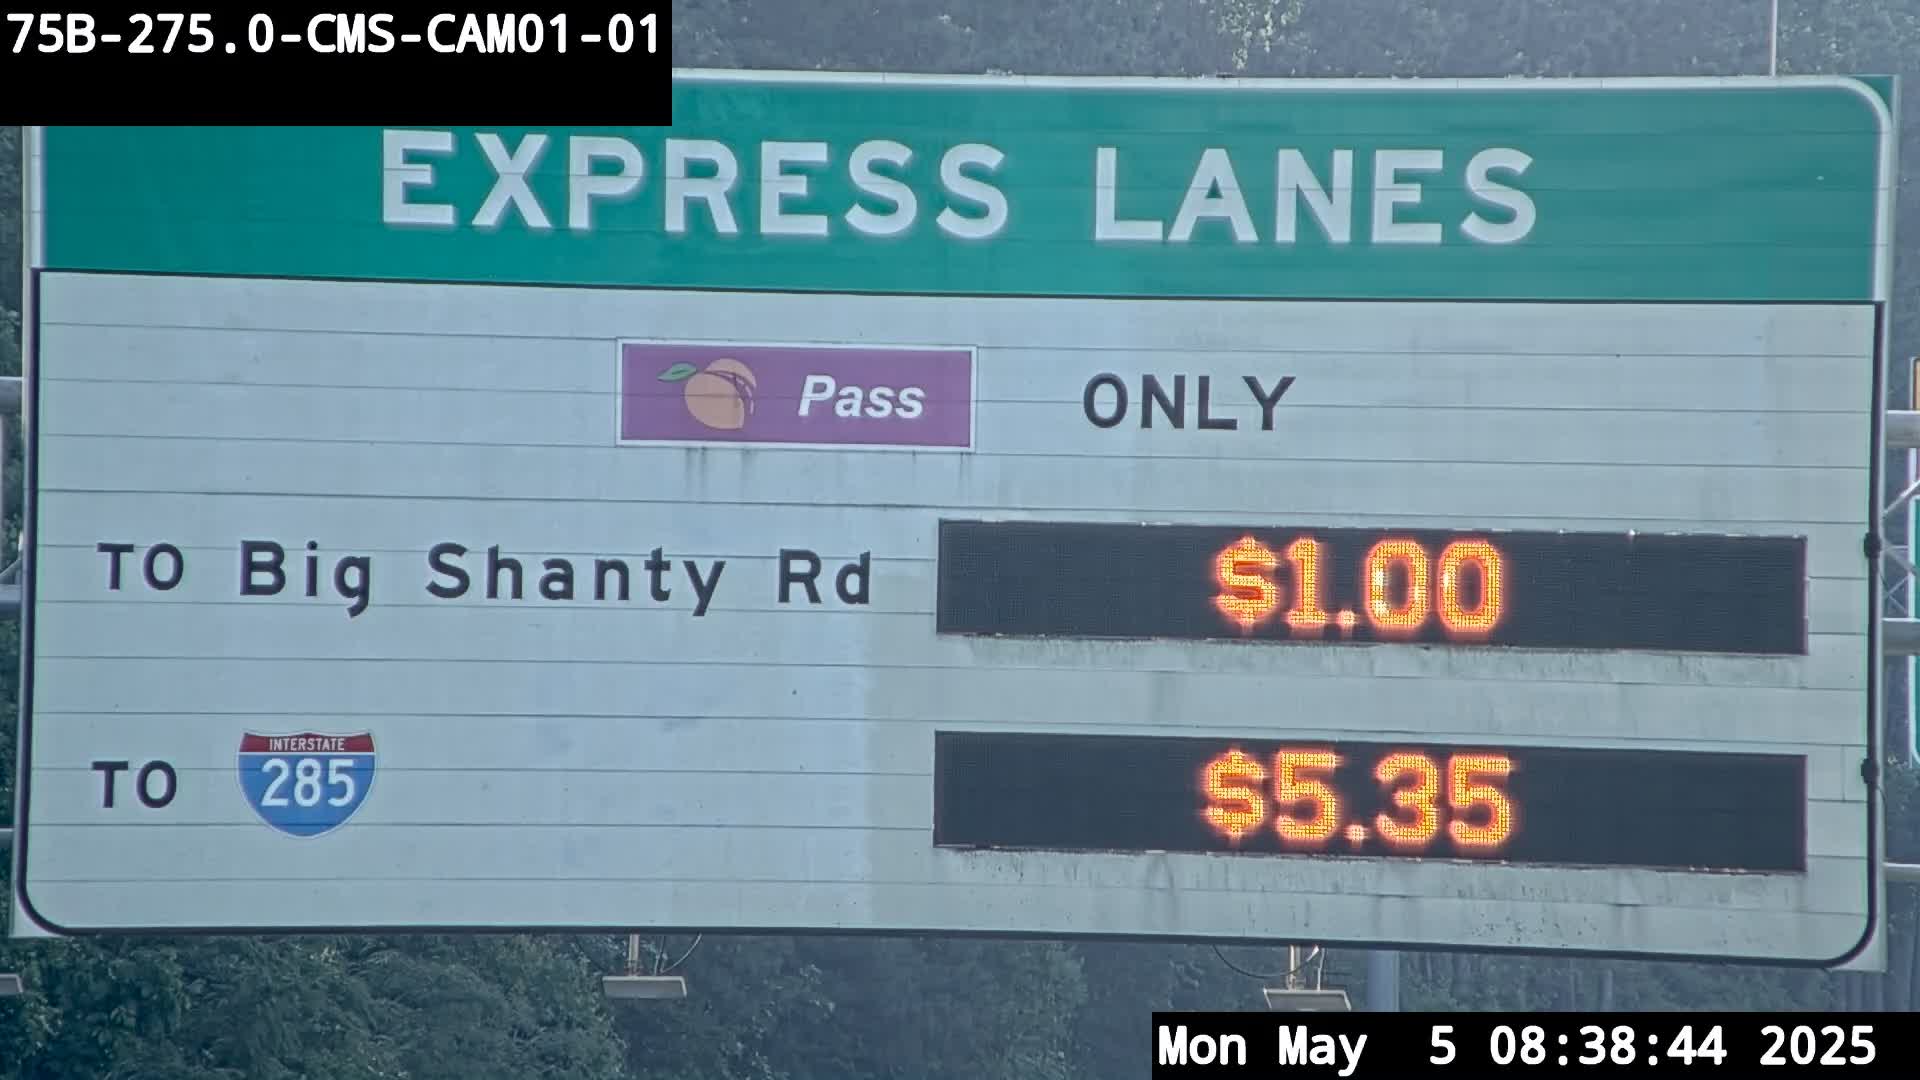 75B-275.0-CMS-CAM01-01
EXPRESS LANES
Pass ONLY
TO Big Shanty Rd $1.00
INTERSTATE
TO 285 $5.35
Mon May 5 08:38:44 2025